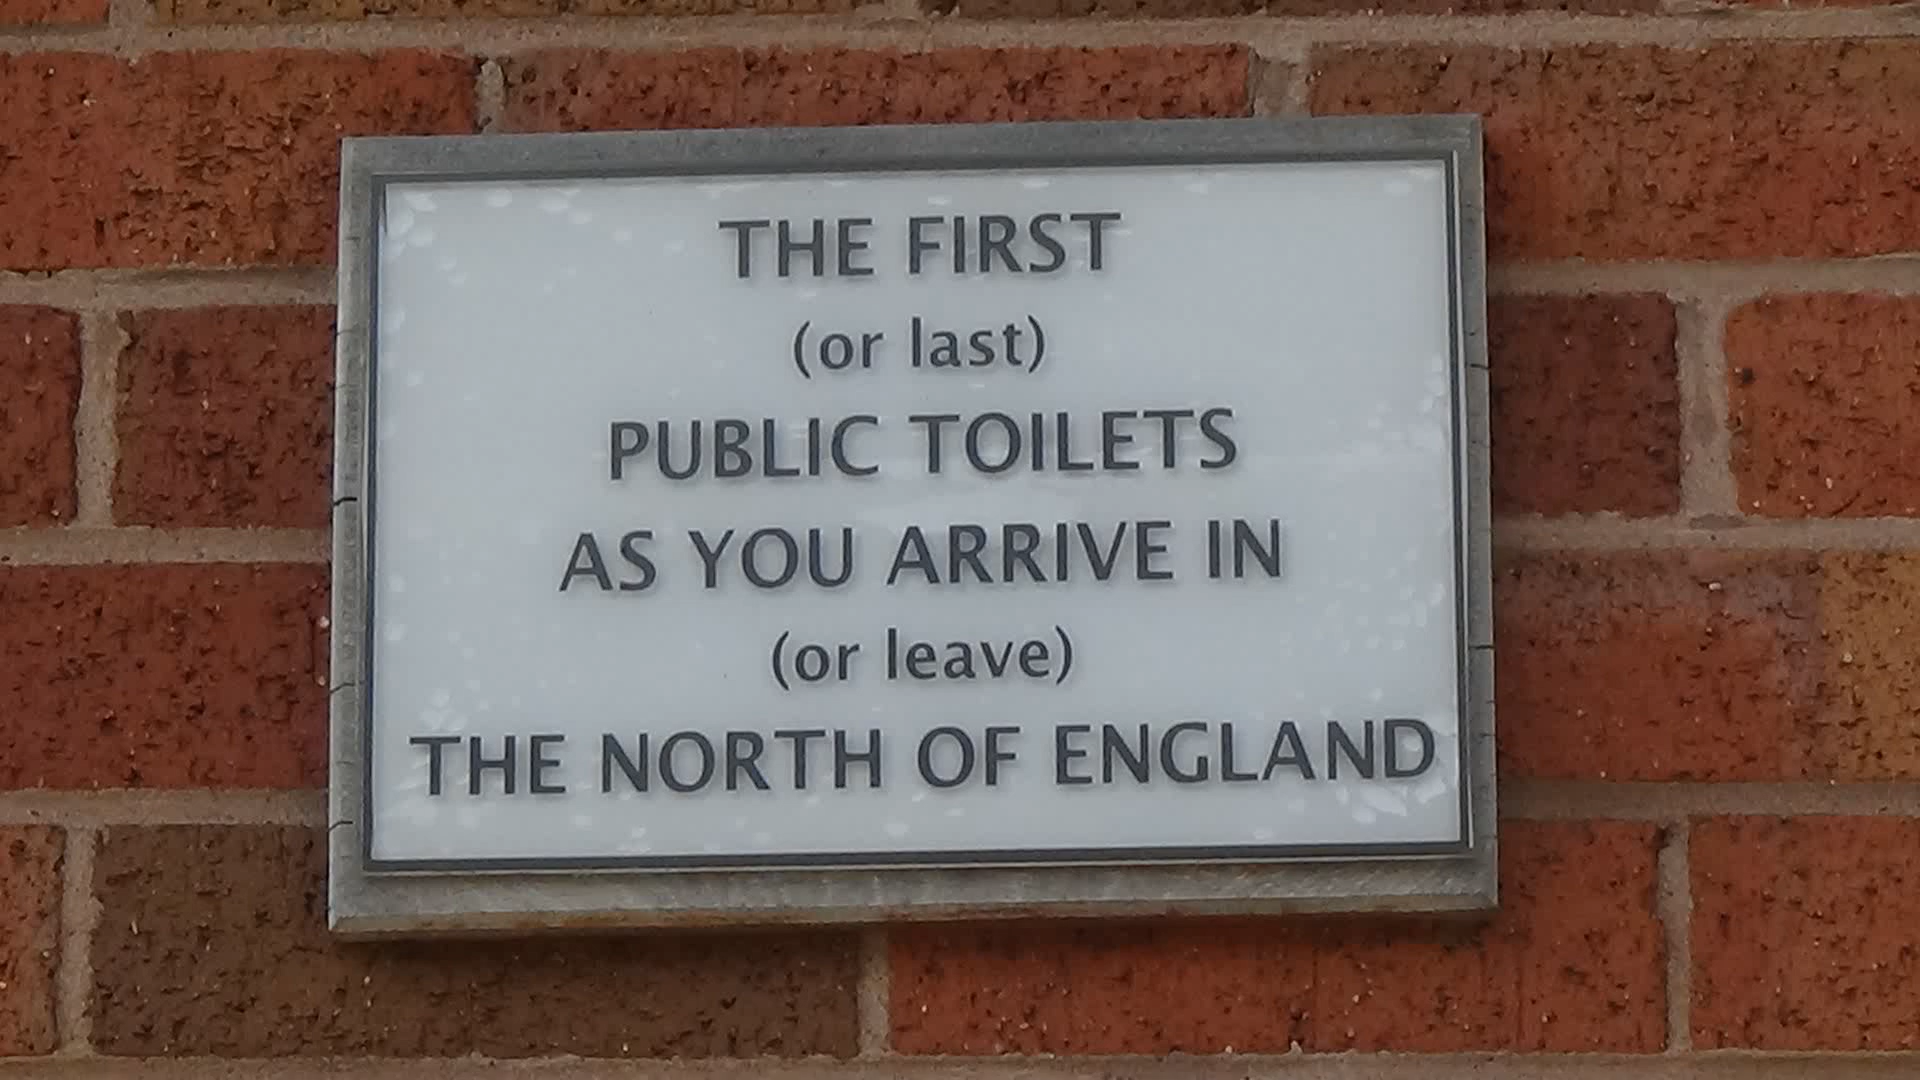 THE FIRST
(or last)
PUBLIC TOILETS
AS YOU ARRIVE IN
(or leave)
THE NORTH OF ENGLAND